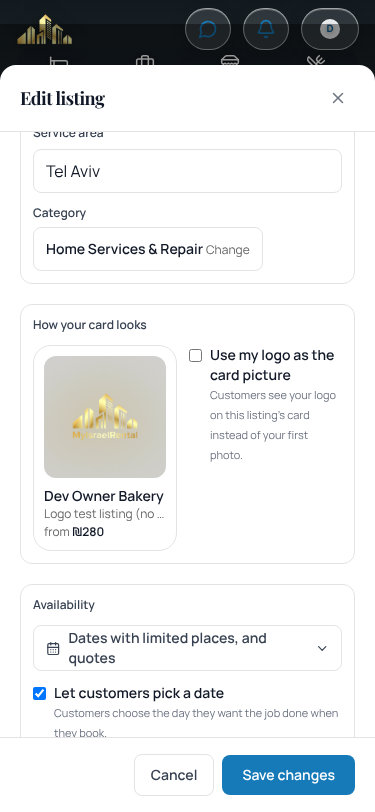 D
Edit listing
Service area
Tel Aviv
Category
Home Services & Repair Change
How your card looks
MyIsraelRental
Dev Owner Bakery
Logo test listing (no ...
from ₪280
Use my logo as the
card picture
Customers see your logo
on this listing's card
instead of your first
photo.
Availability
Dates with limited places, and
quotes
Let customers pick a date
Customers choose the day they want the job done when
they book.
Cancel
Save changes